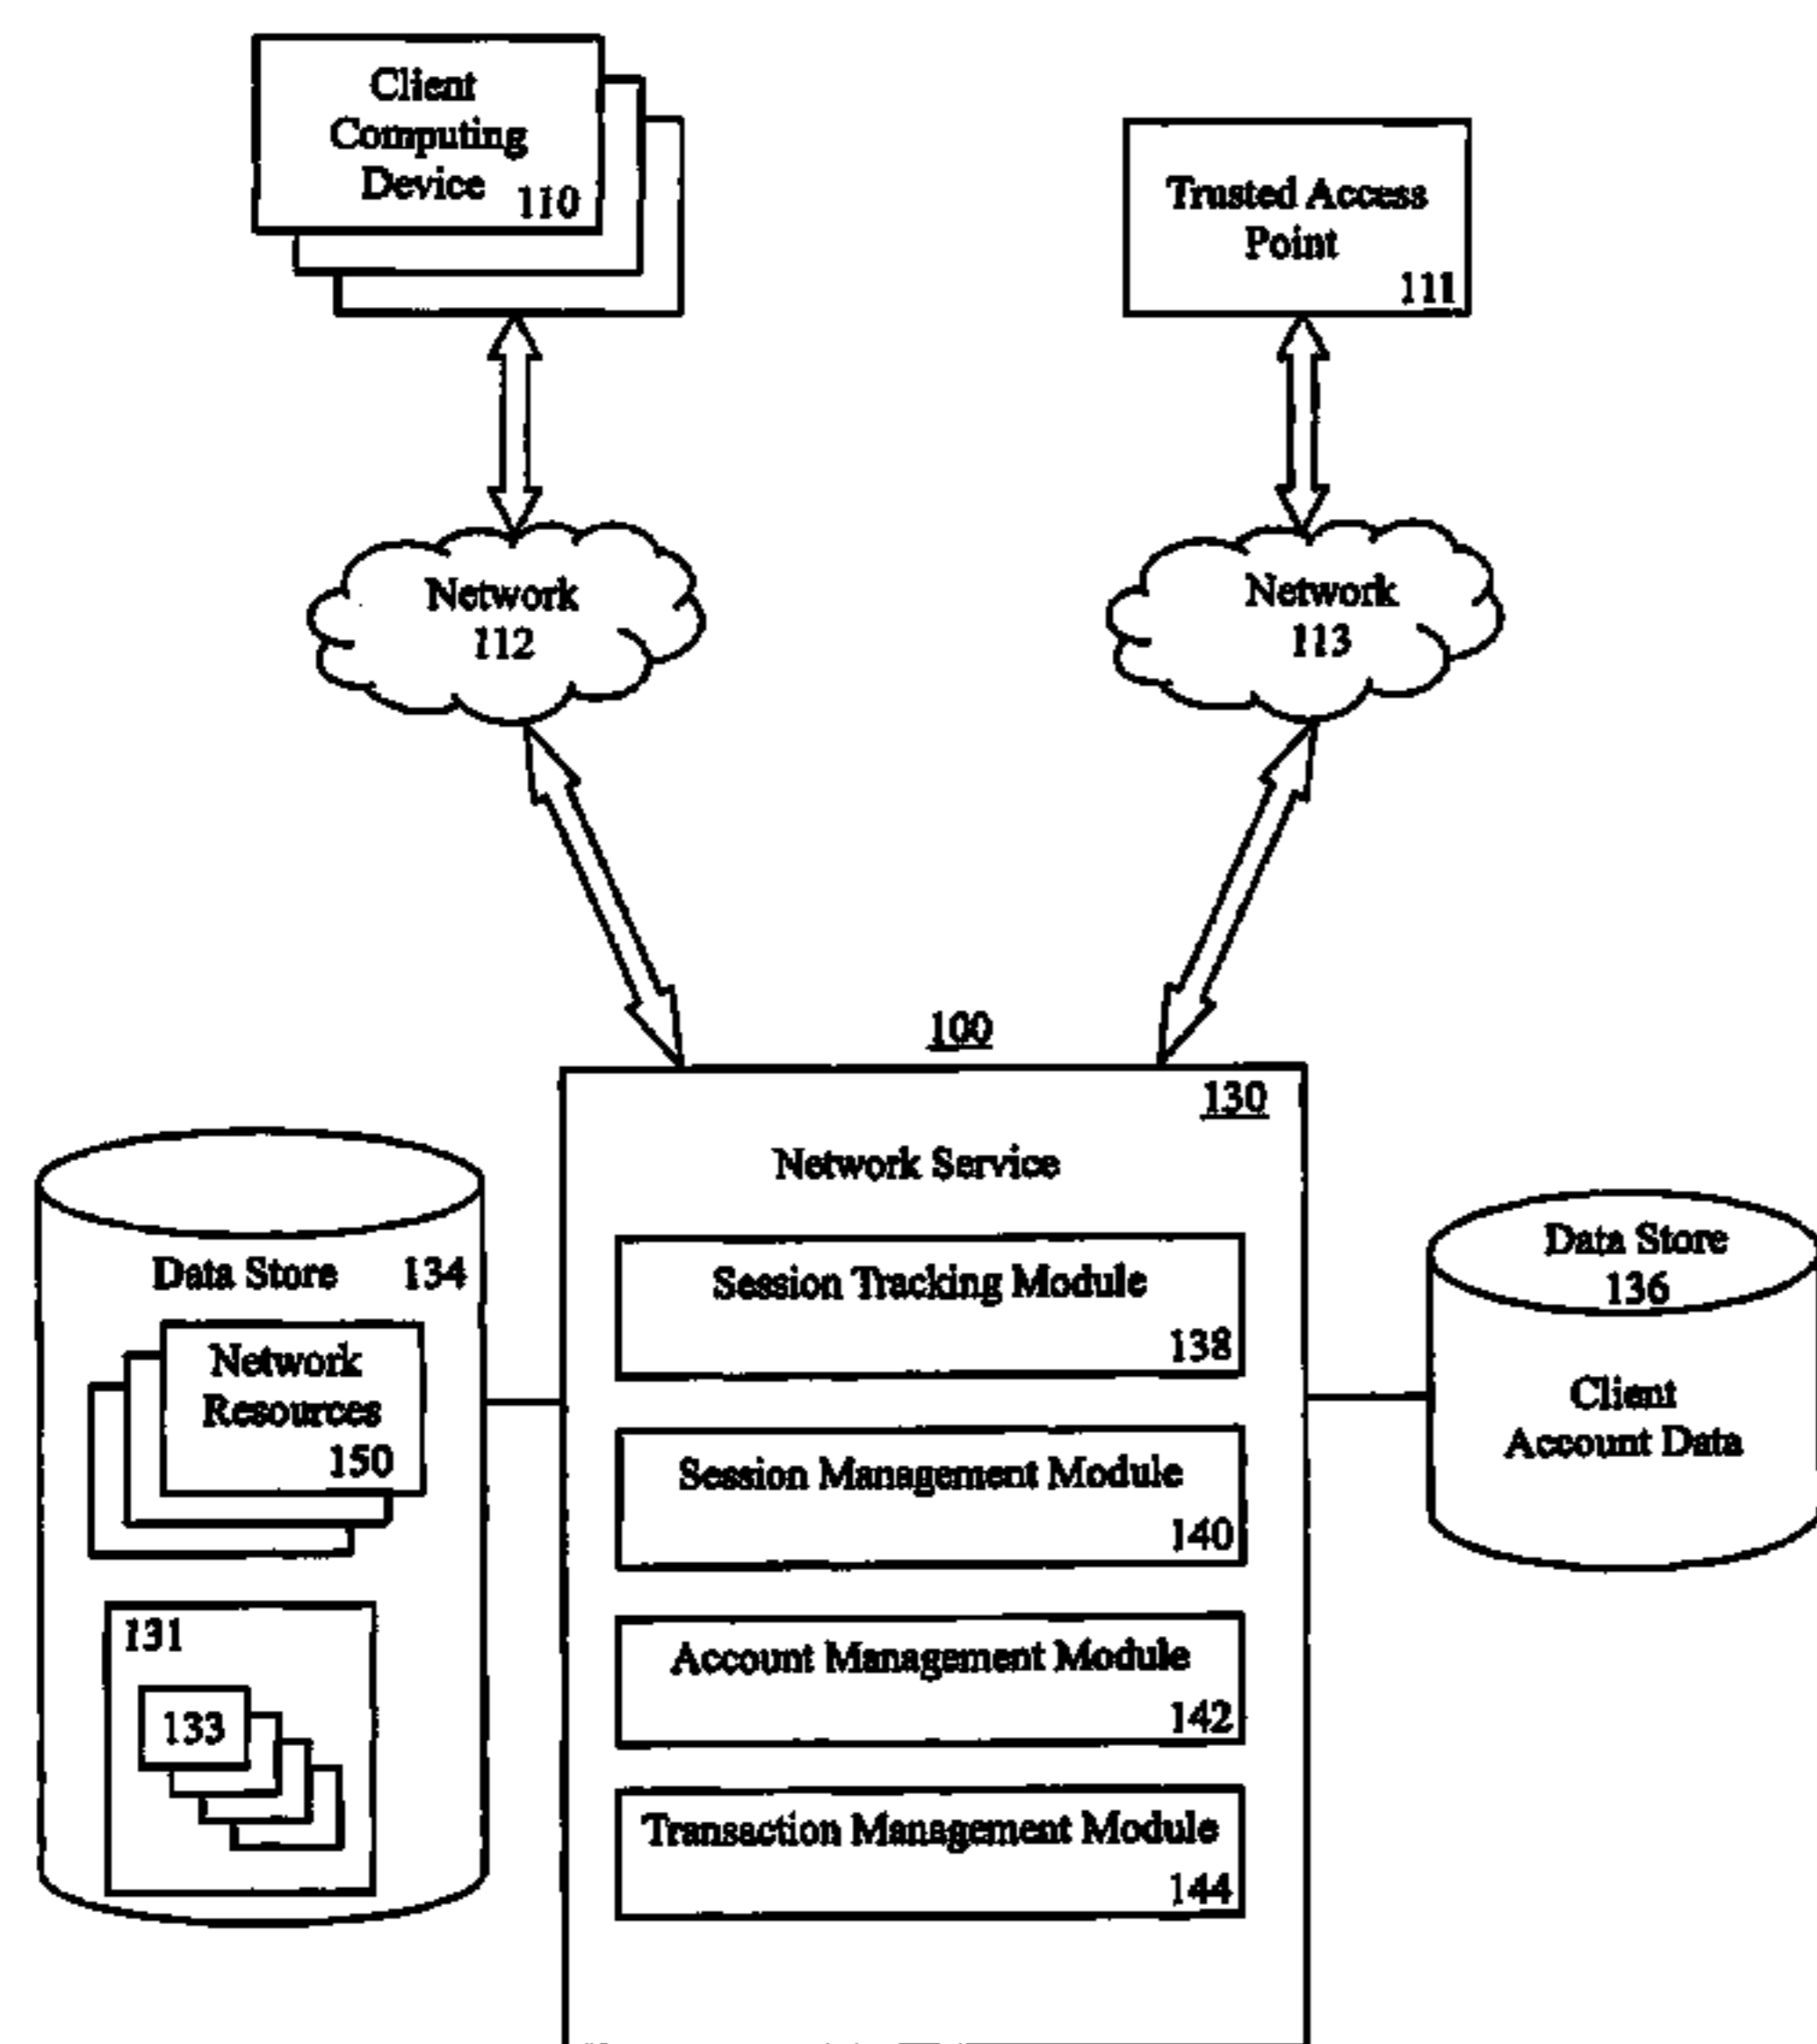 Client
Computing
Device
110
Trusted Access
Point
111
Network
112
Network
113
100
130
Network Service
Data Store 134
Network
Resources
150
131
133
Session Tracking Module
138
Session Management Module
140
Account Management Module
142
Transaction Management Module
144
Data Store
136
Client
Account Data